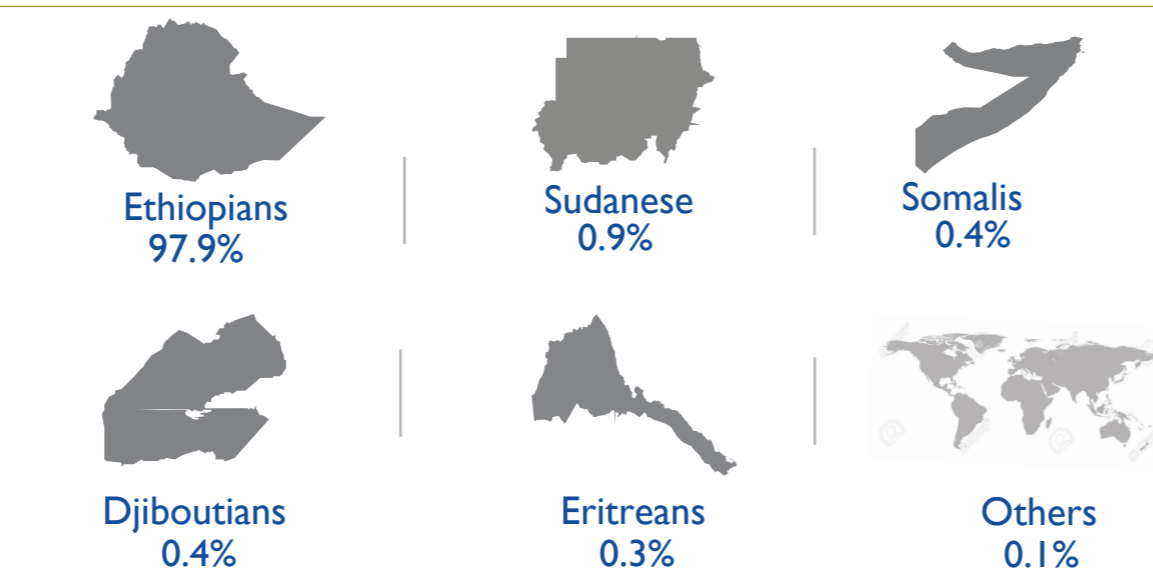 Ethiopians
97.9%
Sudanese
0.9%
Somalis
0.4%
Djiboutians
0.4%
Eritreans
0.3%
Others
0.1%